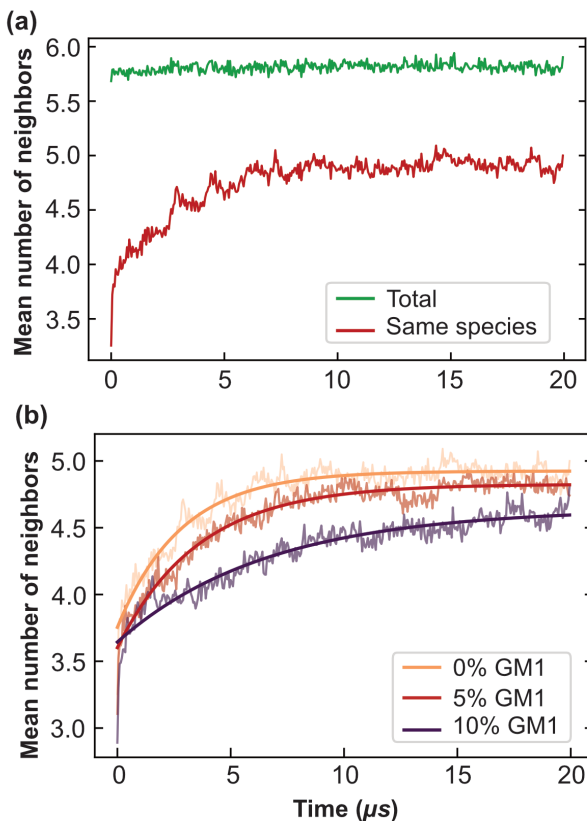 (a)
Mean number of neighbors
6.0
5.5
5.0
4.5
4.0
3.5
Total
Same species
0
5
10
15
20
(b)
Mean number of neighbors
5.0
4.5
4.0
3.5
3.0
0% GM1
5% GM1
10% GM1
0
5
10
15
20
Time (μs)